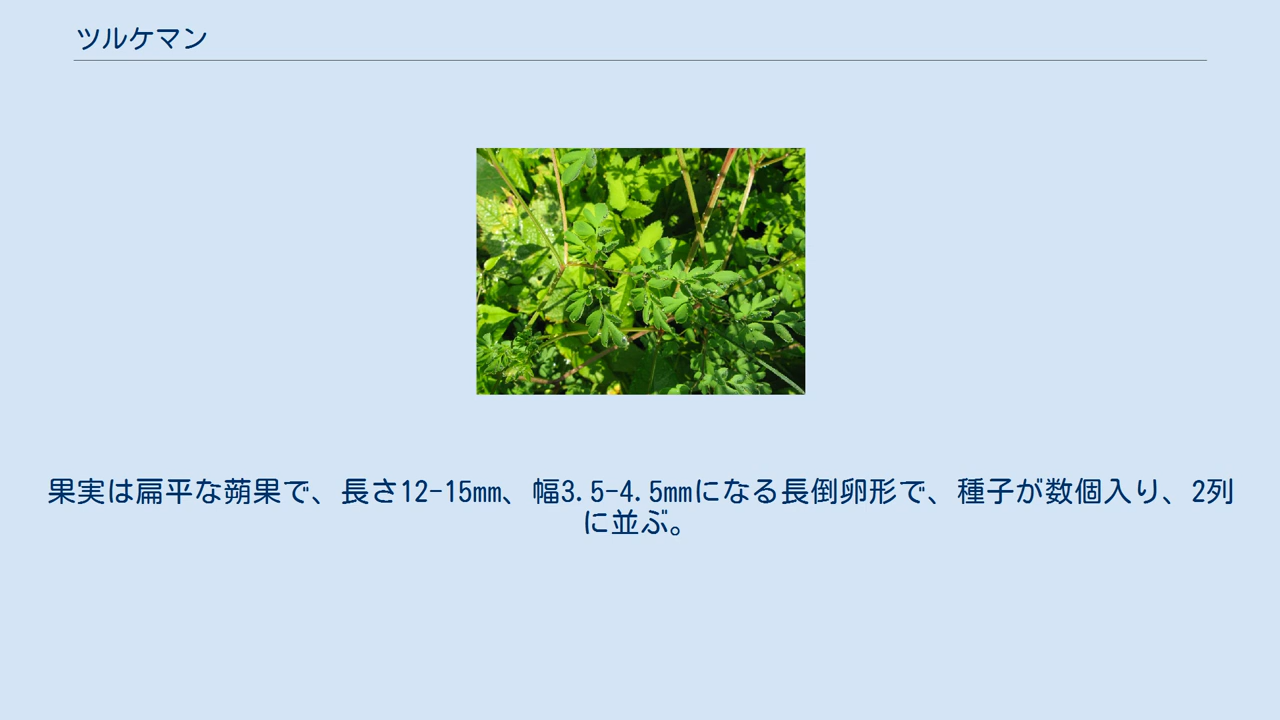 ツルケマン
果実は扁平な蒴果で、長さ12-15mm、幅3.5-4.5mmになる長倒卵形で、種子が数個入り、2列
に並ぶ。